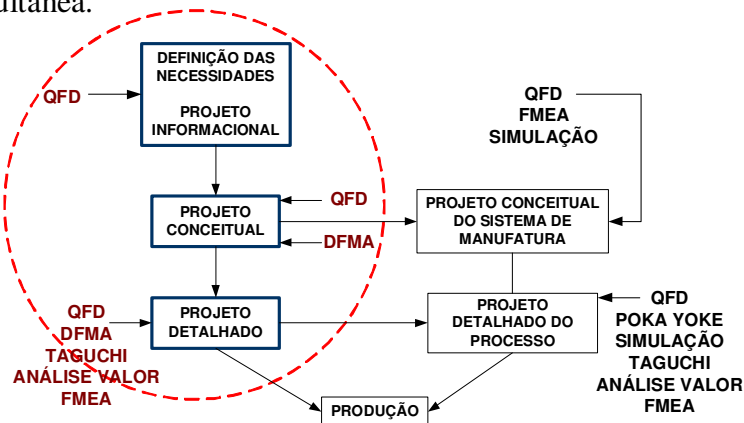 ultânea.
DEFINIÇÃO DAS
NECESSIDADES
PROJETO
INFORMACIONAL
QFD
QFD
FMEA
SIMULAÇÃO
PROJETO
CONCEITUAL
QFD
DFMA
PROJETO CONCEITUAL
DO SISTEMA DE
MANUFATURA
QFD
DFMA
TAGUCHI
ANÁLISE VALOR
FMEA
PROJETO
DETALHADO
PROJETO
DETALHADO DO
PROCESSO
QFD
POKA YOKE
SIMULAÇÃO
TAGUCHI
ANÁLISE VALOR
FMEA
PRODUÇÃO